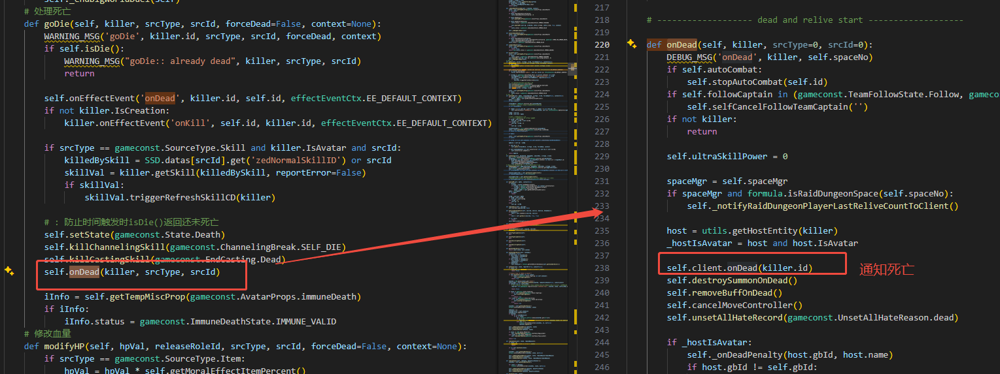 self._chdBigWorldDuel(self)
# 处理死亡
def goDie(self, killer, srcType, srcId, forceDead=False, context=None):
WARNING_MSG('goDie', killer.id, srcType, srcId, forceDead, context)
if self.isDie():
WARNING_MSG("goDie:: already dead", killer, srcType, srcId)
return
self.onEffectEvent('onDead', killer.id, self.id, effectEventCtx.EE_DEFAULT_CONTEXT)
if not killer.IsCreation:
killer.onEffectEvent('onKill', self.id, killer.id, effectEventCtx.EE_DEFAULT_CONTEXT)
if srcType == gameconst.SourceType.Skill and killer.IsAvatar and srcId:
killedBySkill = SSD.datas[srcId].get('zedNormalSkillID') or srcId
skillVal = killer.getSkill(killedBySkill, reportError=False)
if skillVal:
skillVal.triggerRefreshSkillCD(killer)
# : 防止时间触发时isDie()返回还未死亡
self.setState(gameconst.State.Death)
self.killChannelingSkill(gameconst.ChannelingBreak.SELF_DIE)
self.killCastingSkill(gameconst.EndCasting.Dead)
self.onDead(killer, srcType, srcId)
iInfo = self.getTempMiscProp(gameconst.AvatarProps.immuneDeath)
if iInfo:
iInfo.status = gameconst.ImmuneDeathState.IMMUNE_VALID
# 修改血量
def modifyHP(self, hpVal, releaseRoleId, srcType, srcId, forceDead=False, context=None):
if srcType == gameconst.SourceType.Item:
hpVal = hpVal * self.getMoralEffectItemPercent()
217
218 # ------------------- dead and relive start -------------------
219
220 def onDead(self, killer, srcType=0, srcId=0):
221 DEBUG_MSG('onDead', killer, self.spaceNo)
222 if self.autoCombat:
223 self.stopAutoCombat(self.id)
224 if self.followCaptain in (gameconst.TeamFollowState.Follow, gameco
225 self.selfCancelFollowTeamCaptain('')
226 if not killer:
227 return
228
229 self.ultraSkillPower = 0
230
231 spaceMgr = self.spaceMgr
232 if spaceMgr and formula.isRaidDungeonSpace(self.spaceNo):
233 self._notifyRaidDungeonPlayerLastReliveCountToClient()
234
235 host = utils.getHostEntity(killer)
236 _hostIsAvatar = host and host.IsAvatar
237
238 self.client.onDead(killer.id) 通知死亡
239 self.destroySummonOnDead()
240 self.removeBuffOnDead()
241 self.cancelMoveController()
242 self.unsetAllHateRecord(gameconst.UnsetAllHateReason.dead)
243
244 if _hostIsAvatar:
245 self._onDeadPenalty(host.gbId, host.name)
246 if host.gbId != self.gbId: